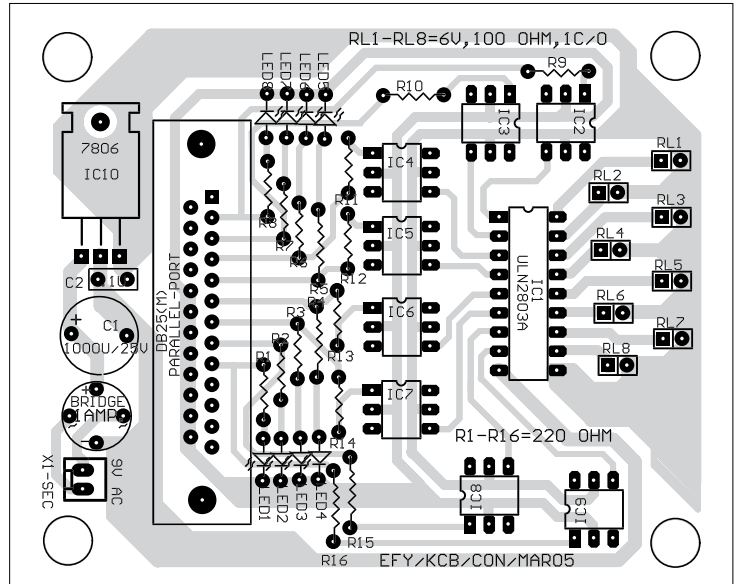 RL1-RL8=6V,100 OHM,1C/O
LED8
LED7
LED6
LED5
R9
R10
IC3
IC2
7806
IC10
IC4
RL1
RL2
RL3
RL4
RL5
RL6
RL7
RL8
R11
R8
R7
R6
R5
IC5
IC1
ULN2803A
R12
C2
.1U
C1
+
1000U/25V
DB25(M)
PARALLEL-PORT
R4
R3
R2
R1
IC6
R13
+
BRIDGE
1AMP
~
~
-
IC7
R1-R16=220 OHM
R14
X1-SEC
9V AC
LED1
LED2
LED3
LED4
IC8
IC9
R15
R16
EFY/KCB/CON/MAR05